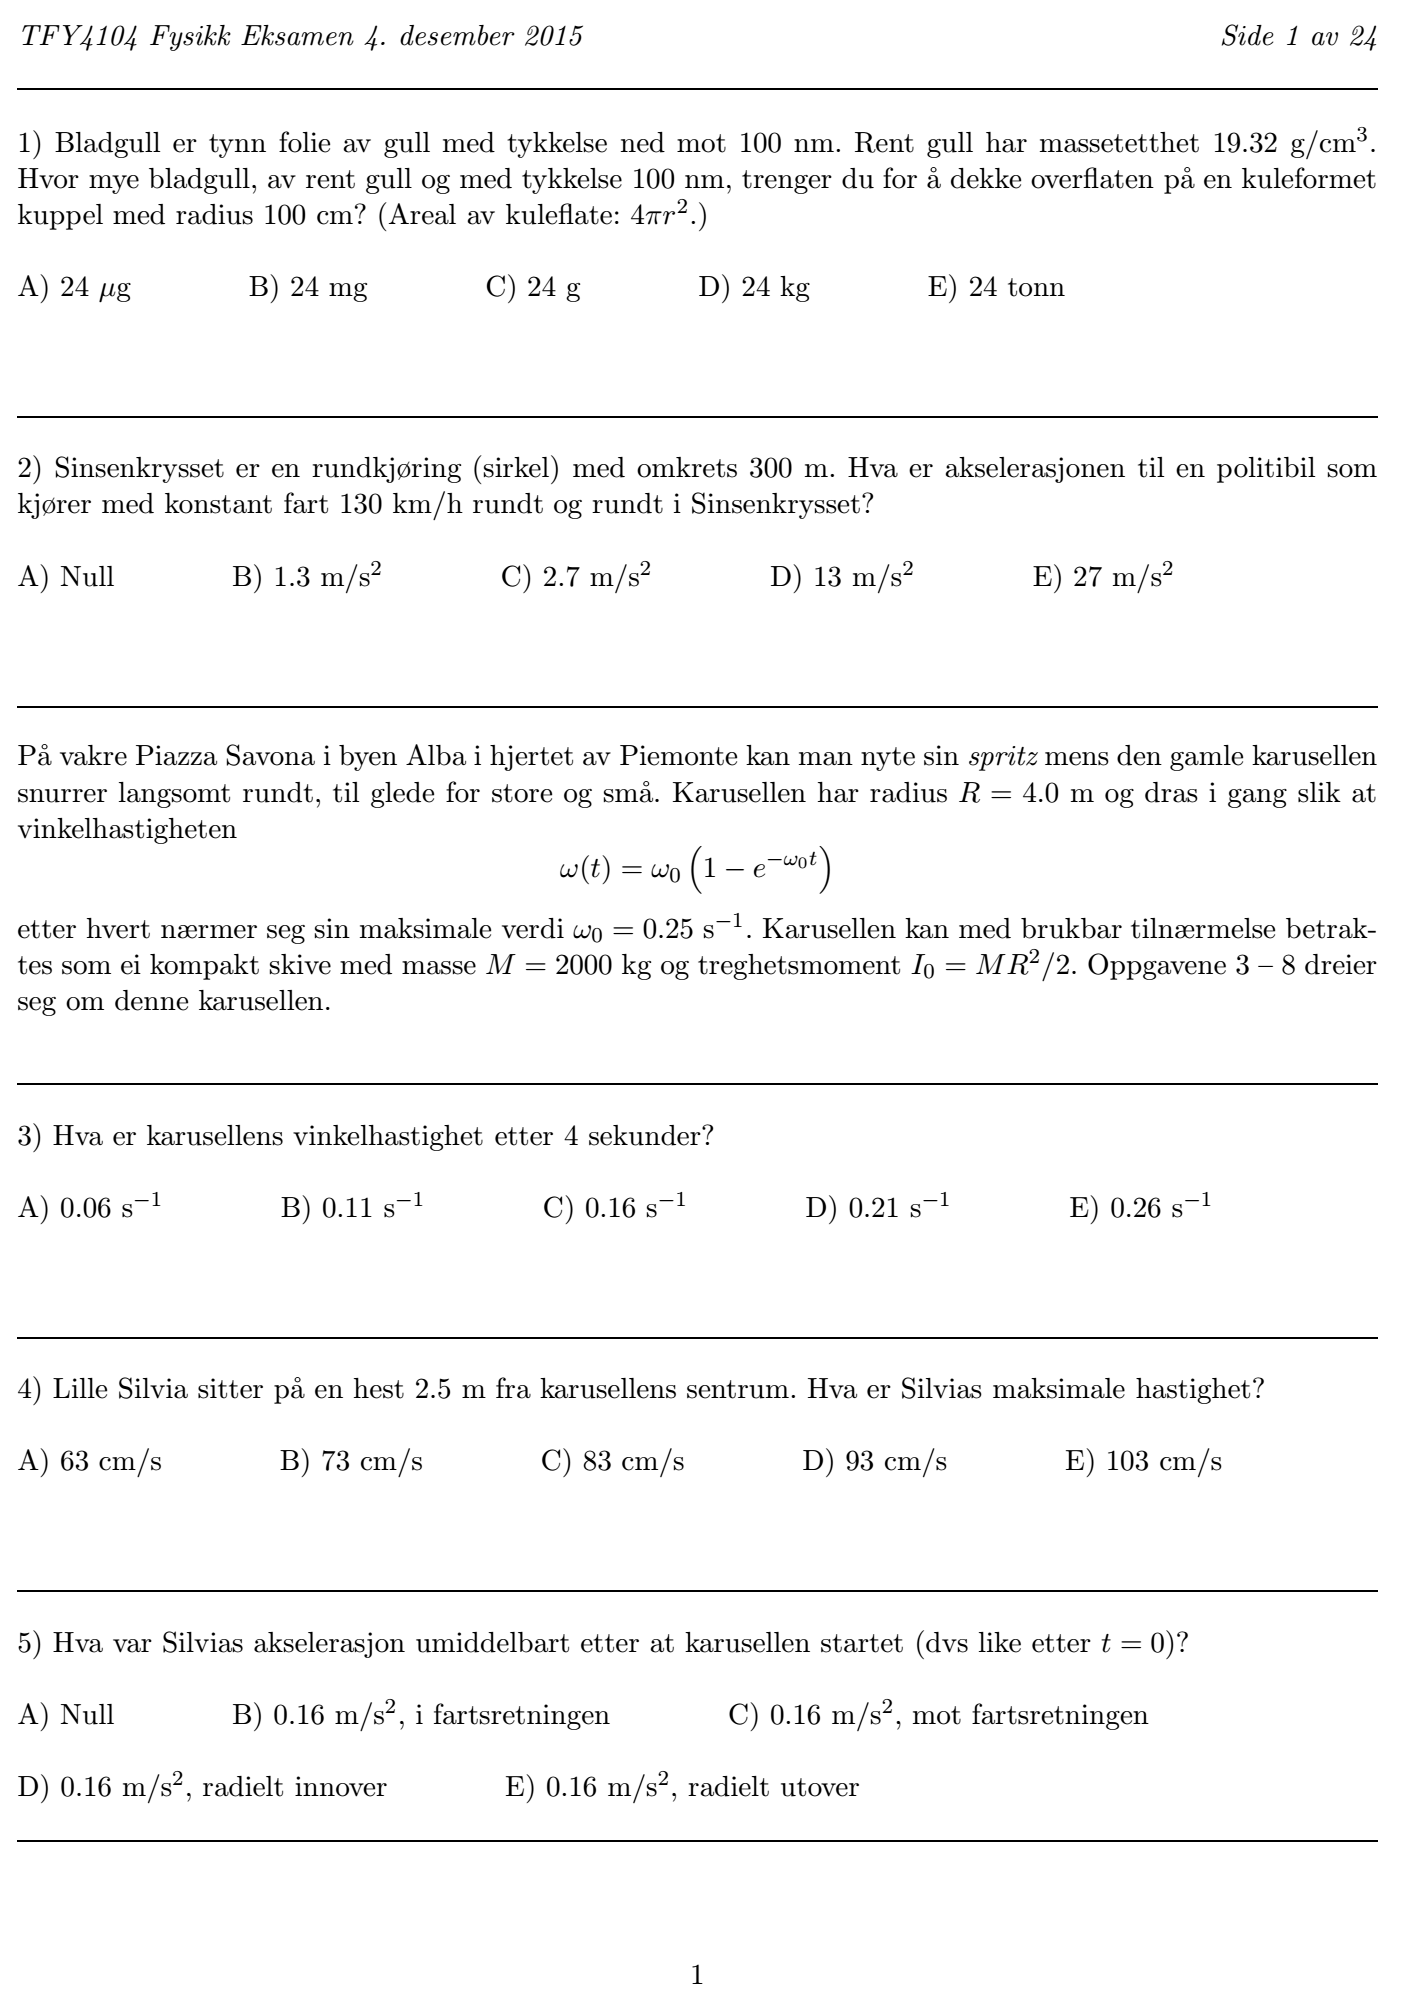 TFY4104 Fysikk Eksamen 4. desember 2015 Side 1 av 24
1) Bladgull er tynn folie av gull med tykkelse ned mot 100 nm. Rent gull har massetetthet 19.32 g/cm³.
Hvor mye bladgull, av rent gull og med tykkelse 100 nm, trenger du for å dekke overflaten på en kuleformet
kuppel med radius 100 cm? (Areal av kuleflate: 4πr².)
A) 24 μg B) 24 mg C) 24 g D) 24 kg E) 24 tonn
2) Sinsenkrysset er en rundkjøring (sirkel) med omkrets 300 m. Hva er akselerasjonen til en politibil som
kjører med konstant fart 130 km/h rundt og rundt i Sinsenkrysset?
A) Null B) 1.3 m/s² C) 2.7 m/s² D) 13 m/s² E) 27 m/s²
På vakre Piazza Savona i byen Alba i hjertet av Piemonte kan man nyte sin spritz mens den gamle karusellen
snurrer langsomt rundt, til glede for store og små. Karusellen har radius R = 4.0 m og dras i gang slik at
vinkelhastigheten
ω(t) = ω₀ (1 − e^{−ω₀t})
etter hvert nærmer seg sin maksimale verdi ω₀ = 0.25 s⁻¹. Karusellen kan med brukbar tilnærmelse betrak-
tes som ei kompakt skive med masse M = 2000 kg og treghetsmoment I₀ = MR²/2. Oppgavene 3 – 8 dreier
seg om denne karusellen.
3) Hva er karusellens vinkelhastighet etter 4 sekunder?
A) 0.06 s⁻¹ B) 0.11 s⁻¹ C) 0.16 s⁻¹ D) 0.21 s⁻¹ E) 0.26 s⁻¹
4) Lille Silvia sitter på en hest 2.5 m fra karusellens sentrum. Hva er Silvias maksimale hastighet?
A) 63 cm/s B) 73 cm/s C) 83 cm/s D) 93 cm/s E) 103 cm/s
5) Hva var Silvias akselerasjon umiddelbart etter at karusellen startet (dvs like etter t = 0)?
A) Null B) 0.16 m/s², i fartsretningen C) 0.16 m/s², mot fartsretningen
D) 0.16 m/s², radielt innover E) 0.16 m/s², radielt utover
1